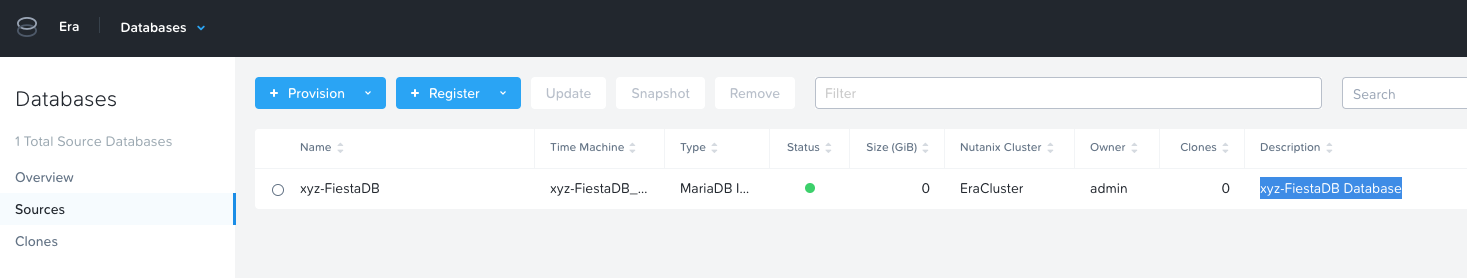 Era Databases
Databases
1 Total Source Databases
Overview
Sources
Clones
+ Provision + Register Update Snapshot Remove Filter Search
Name Time Machine Type Status Size (GiB) Nutanix Cluster Owner Clones Description
xyz-FiestaDB xyz-FiestaDB_... MariaDB I... 0 EraCluster admin 0 xyz-FiestaDB Database